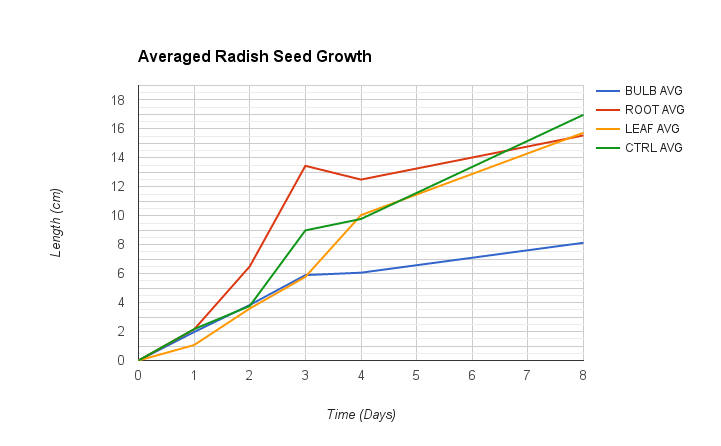 Averaged Radish Seed Growth
BULB AVG
ROOT AVG
LEAF AVG
CTRL AVG
Length (cm)
18
16
14
12
10
8
6
4
2
0
0 1 2 3 4 5 6 7 8
Time (Days)